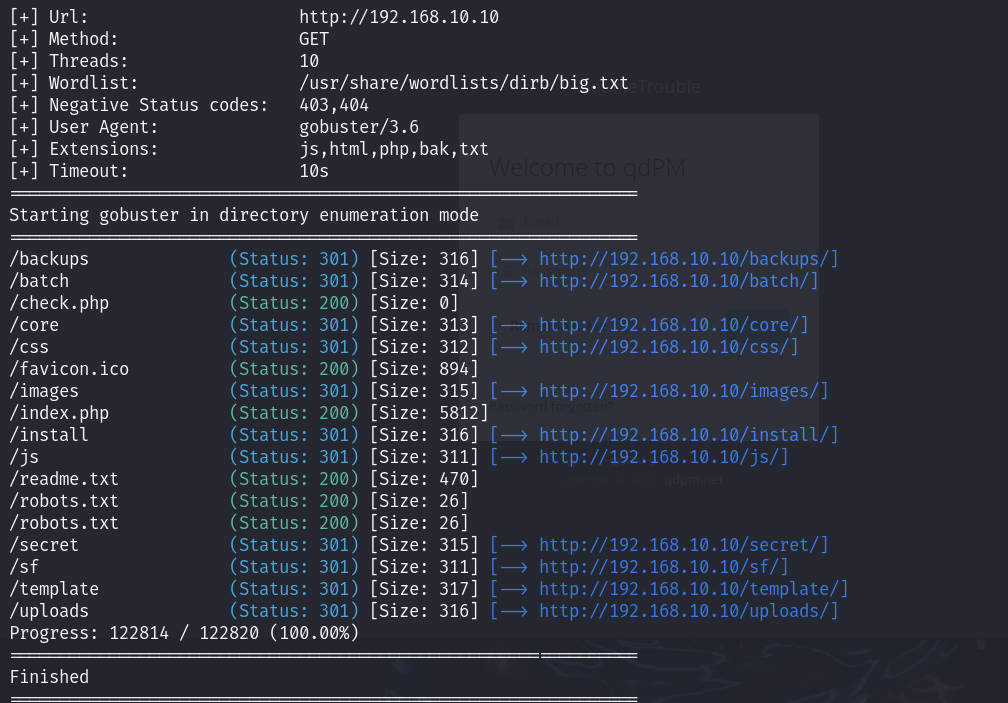 [+] Url: http://192.168.10.10
[+] Method: GET
[+] Threads: 10
[+] Wordlist: /usr/share/wordlists/dirb/big.txt
[+] Negative Status codes: 403,404
[+] User Agent: gobuster/3.6
[+] Extensions: js,html,php,bak,txt
[+] Timeout: 10s
Welcome to qdPM
===============================================================
Starting gobuster in directory enumeration mode
===============================================================
/backups (Status: 301) [Size: 316] [--> http://192.168.10.10/backups/]
/batch (Status: 301) [Size: 314] [--> http://192.168.10.10/batch/]
/check.php (Status: 200) [Size: 0]
/core (Status: 301) [Size: 313] [--> http://192.168.10.10/core/]
/css (Status: 301) [Size: 312] [--> http://192.168.10.10/css/]
/favicon.ico (Status: 200) [Size: 894]
/images (Status: 301) [Size: 315] [--> http://192.168.10.10/images/]
/index.php (Status: 200) [Size: 5812]
/install (Status: 301) [Size: 316] [--> http://192.168.10.10/install/]
/js (Status: 301) [Size: 311] [--> http://192.168.10.10/js/]
/readme.txt (Status: 200) [Size: 470]
/robots.txt (Status: 200) [Size: 26]
/robots.txt (Status: 200) [Size: 26]
/secret (Status: 301) [Size: 315] [--> http://192.168.10.10/secret/]
/sf (Status: 301) [Size: 311] [--> http://192.168.10.10/sf/]
/template (Status: 301) [Size: 317] [--> http://192.168.10.10/template/]
/uploads (Status: 301) [Size: 316] [--> http://192.168.10.10/uploads/]
Progress: 122814 / 122820 (100.00%)
===============================================================
Finished
===============================================================